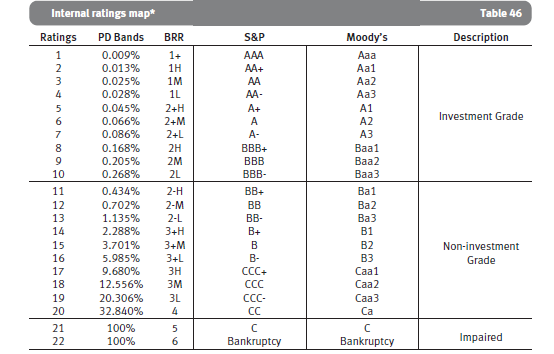 Internal ratings map* Table 46
Ratings PD Bands BRR S&P Moody's Description
1 0.009% 1+ AAA Aaa
2 0.013% 1H AA+ Aa1
3 0.025% 1M AA Aa2
4 0.028% 1L AA- Aa3
5 0.045% 2+H A+ A1
Investment Grade
6 0.066% 2+M A A2
7 0.086% 2+L A- A3
8 0.168% 2H BBB+ Baa1
9 0.205% 2M BBB Baa2
10 0.268% 2L BBB- Baa3
11 0.434% 2-H BB+ Ba1
12 0.702% 2-M BB Ba2
13 1.135% 2-L BB- Ba3
14 2.288% 3+H B+ B1
15 3.701% 3+M B B2 Non-investment
16 5.985% 3+L B- B3 Grade
17 9.680% 3H CCC+ Caa1
18 12.556% 3M CCC Caa2
19 20.306% 3L CCC- Caa3
20 32.840% 4 CC Ca
21 100% 5 C C
Impaired
22 100% 6 Bankruptcy Bankruptcy